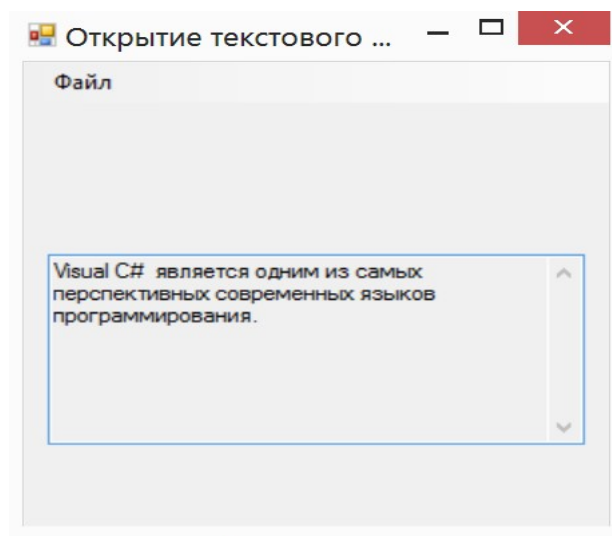 Открытие текстового ...
Файл
Visual C# является одним из самых
перспективных современных языков
программирования.